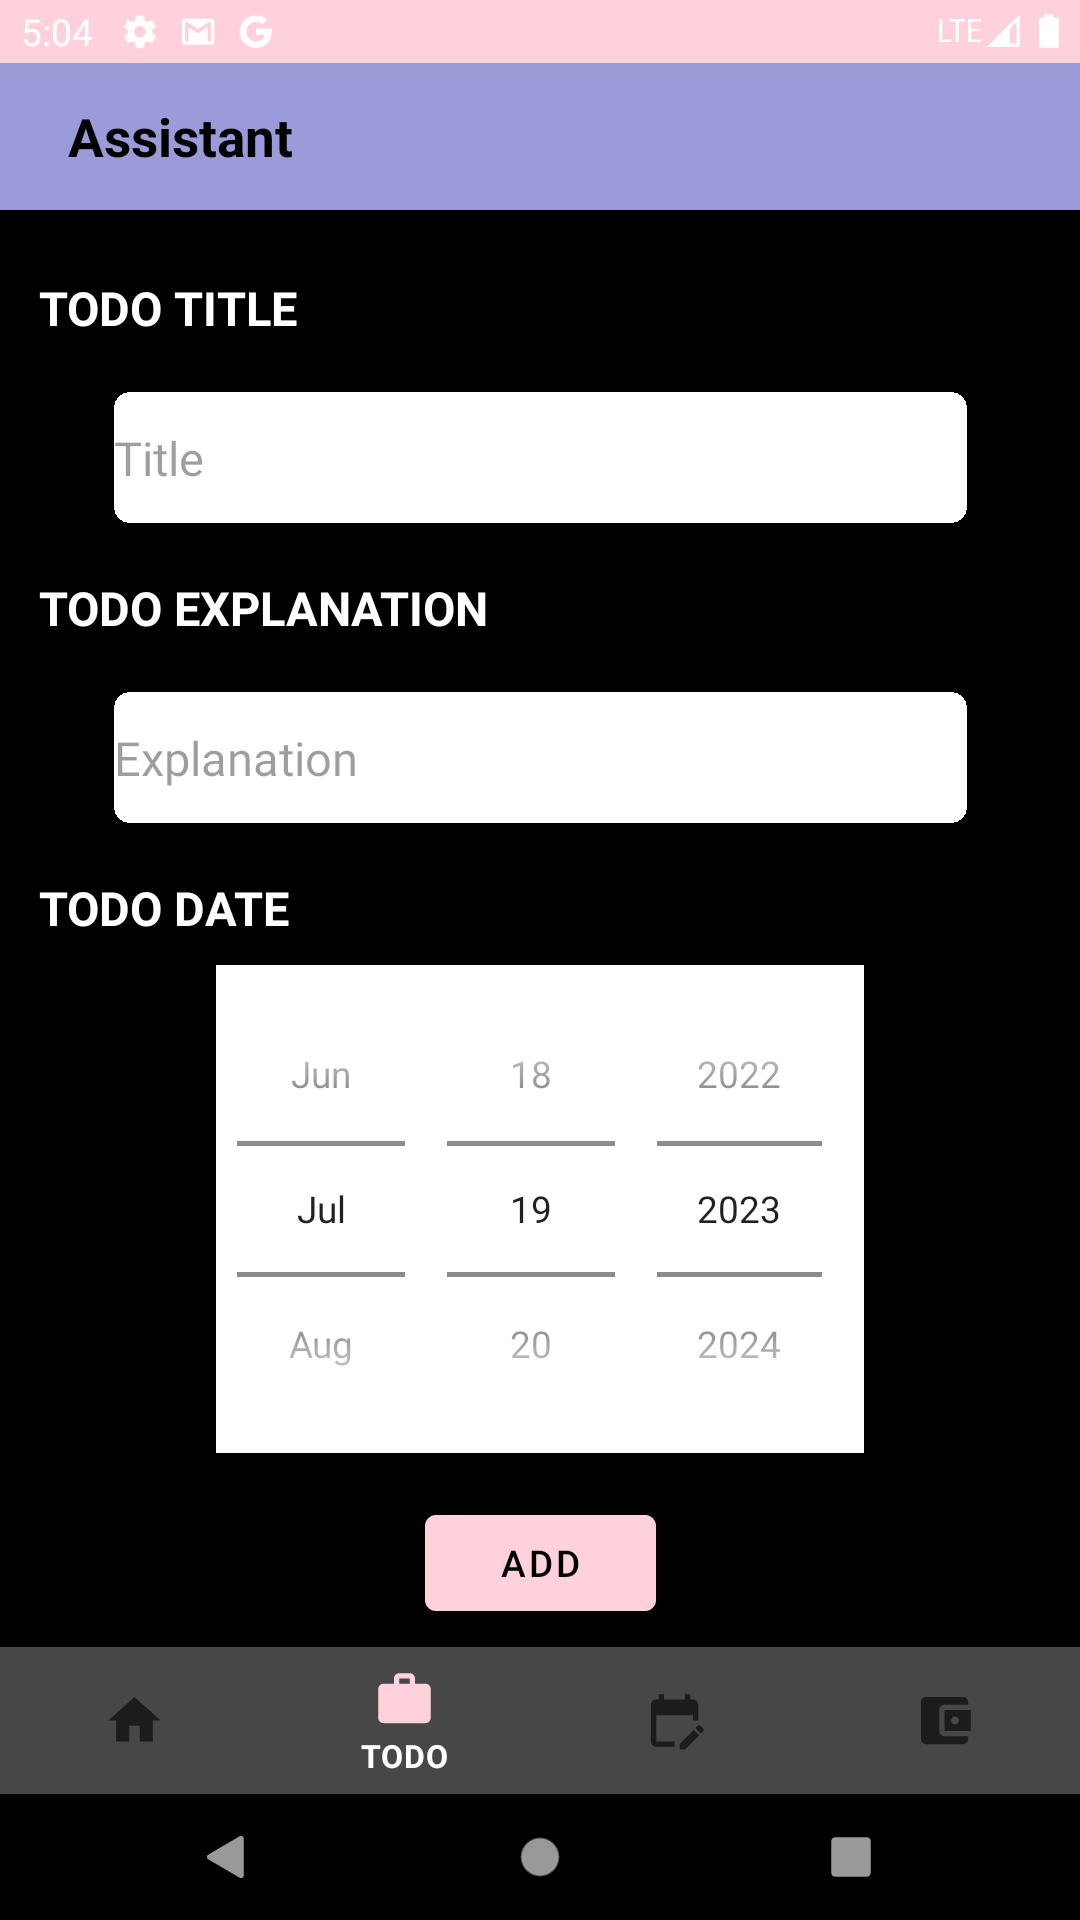 5:04 LTE
Assistant
TODO TITLE
Title
TODO EXPLANATION
Explanation
TODO DATE
Jun 18 2022
Jul 19 2023
Aug 20 2024
ADD
TODO